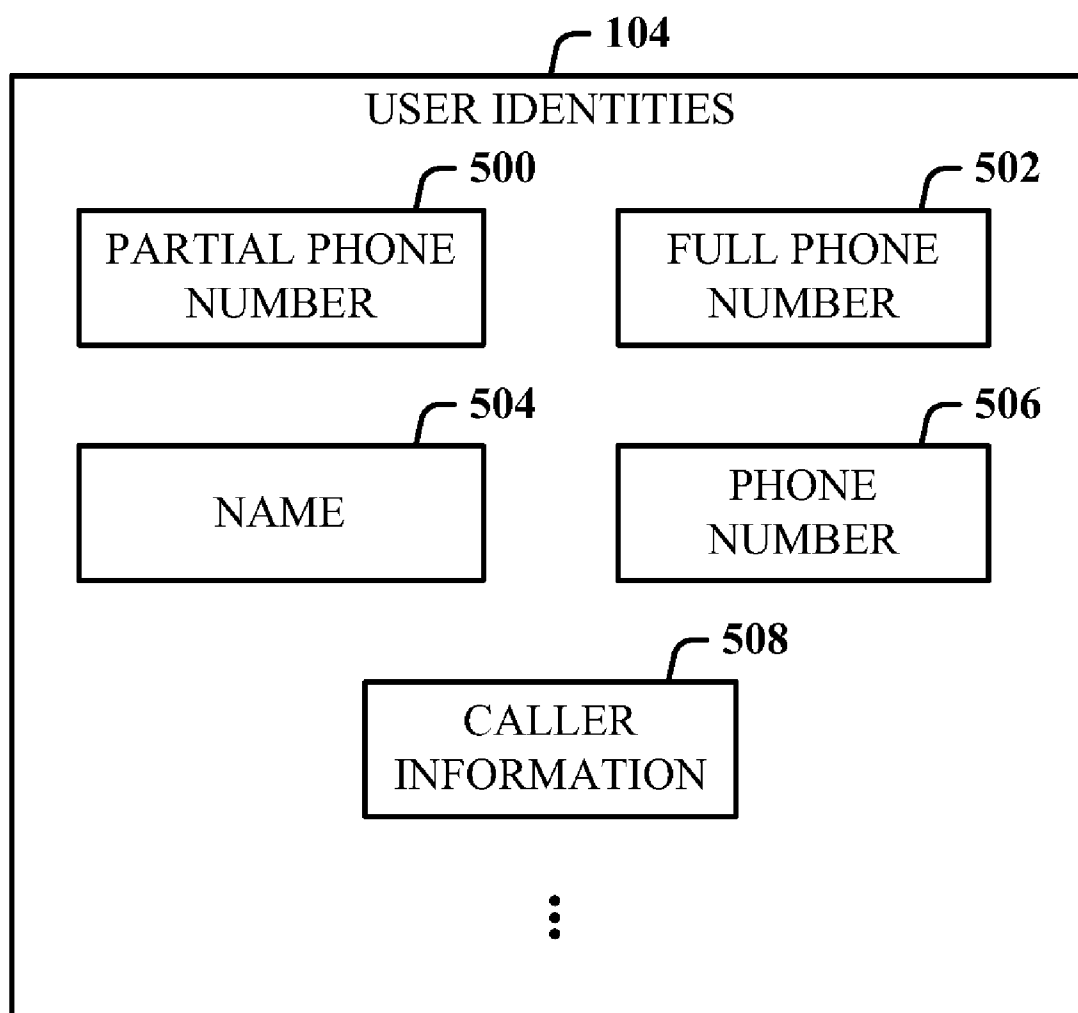 104
USER IDENTITIES
500
502
PARTIAL PHONE
NUMBER
FULL PHONE
NUMBER
504
506
NAME
PHONE
NUMBER
508
CALLER
INFORMATION